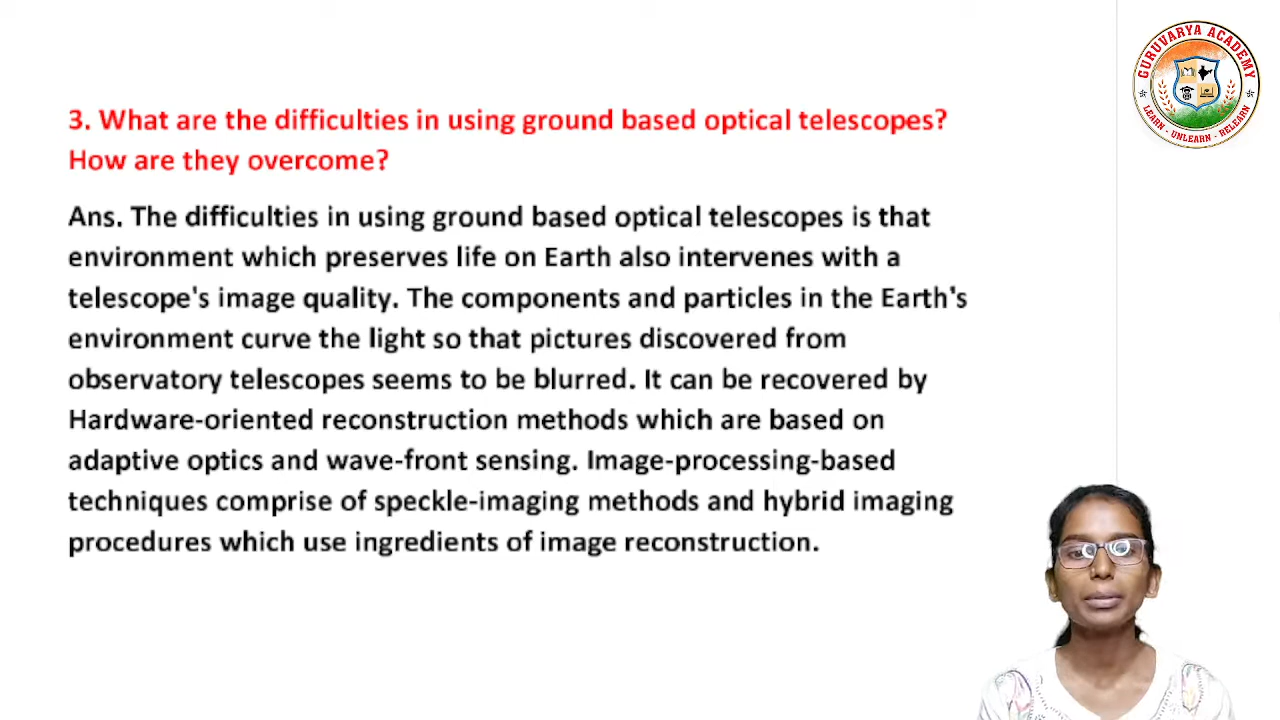 GURUVARYA ACADEMY
LEARN - UNLEARN - RELEARN
3. What are the difficulties in using ground based optical telescopes?
How are they overcome?
Ans. The difficulties in using ground based optical telescopes is that
environment which preserves life on Earth also intervenes with a
telescope's image quality. The components and particles in the Earth's
environment curve the light so that pictures discovered from
observatory telescopes seems to be blurred. It can be recovered by
Hardware-oriented reconstruction methods which are based on
adaptive optics and wave-front sensing. Image-processing-based
techniques comprise of speckle-imaging methods and hybrid imaging
procedures which use ingredients of image reconstruction.